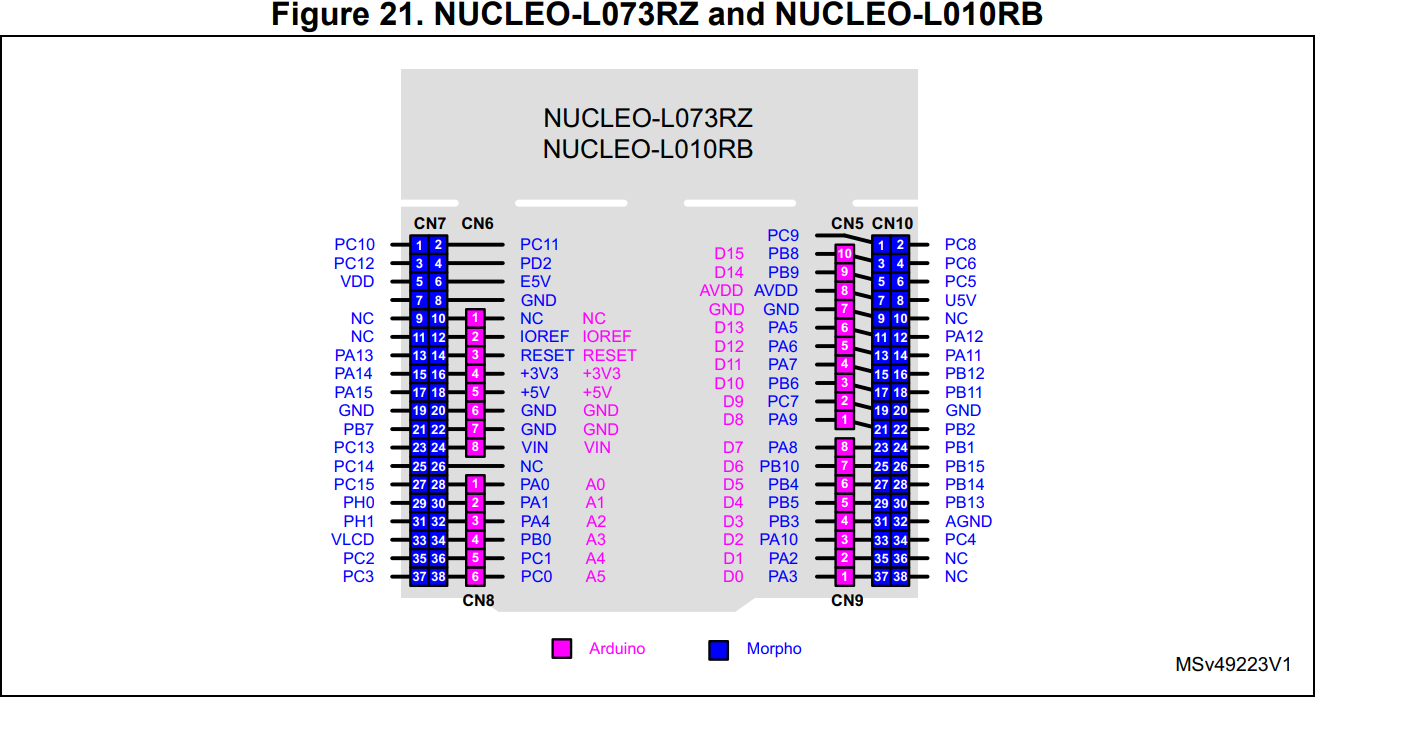 Figure 21. NUCLEO-L073RZ and NUCLEO-L010RB
NUCLEO-L073RZ
NUCLEO-L010RB
CN7 CN6 CN5 CN10
PC9
PC10 1 2 PC11 1 2 PC8
D15 PB8 10
PC12 3 4 PD2 3 4 PC6
D14 PB9 9
VDD 5 6 E5V 5 6 PC5
AVDD AVDD 8
7 8 GND 7 8 U5V
GND GND 7
NC 9 10 1 NC NC 9 10 NC
D13 PA5 6
NC 11 12 2 IOREF IOREF 11 12 PA12
D12 PA6 5
PA13 13 14 3 RESET RESET 13 14 PA11
D11 PA7 4
PA14 15 16 4 +3V3 +3V3 15 16 PB12
D10 PB6 3
PA15 17 18 5 +5V +5V 17 18 PB11
D9 PC7 2
GND 19 20 6 GND GND 19 20 GND
D8 PA9 1
PB7 21 22 7 GND GND 21 22 PB2
PC13 23 24 8 VIN VIN D7 PA8 8 23 24 PB1
PC14 25 26 NC D6 PB10 7 25 26 PB15
PC15 27 28 1 PA0 A0 D5 PB4 6 27 28 PB14
PH0 29 30 2 PA1 A1 D4 PB5 5 29 30 PB13
PH1 31 32 3 PA4 A2 D3 PB3 4 31 32 AGND
VLCD 33 34 4 PB0 A3 D2 PA10 3 33 34 PC4
PC2 35 36 5 PC1 A4 D1 PA2 2 35 36 NC
PC3 37 38 6 PC0 A5 D0 PA3 1 37 38 NC
CN8 CN9
Arduino Morpho
MSv49223V1